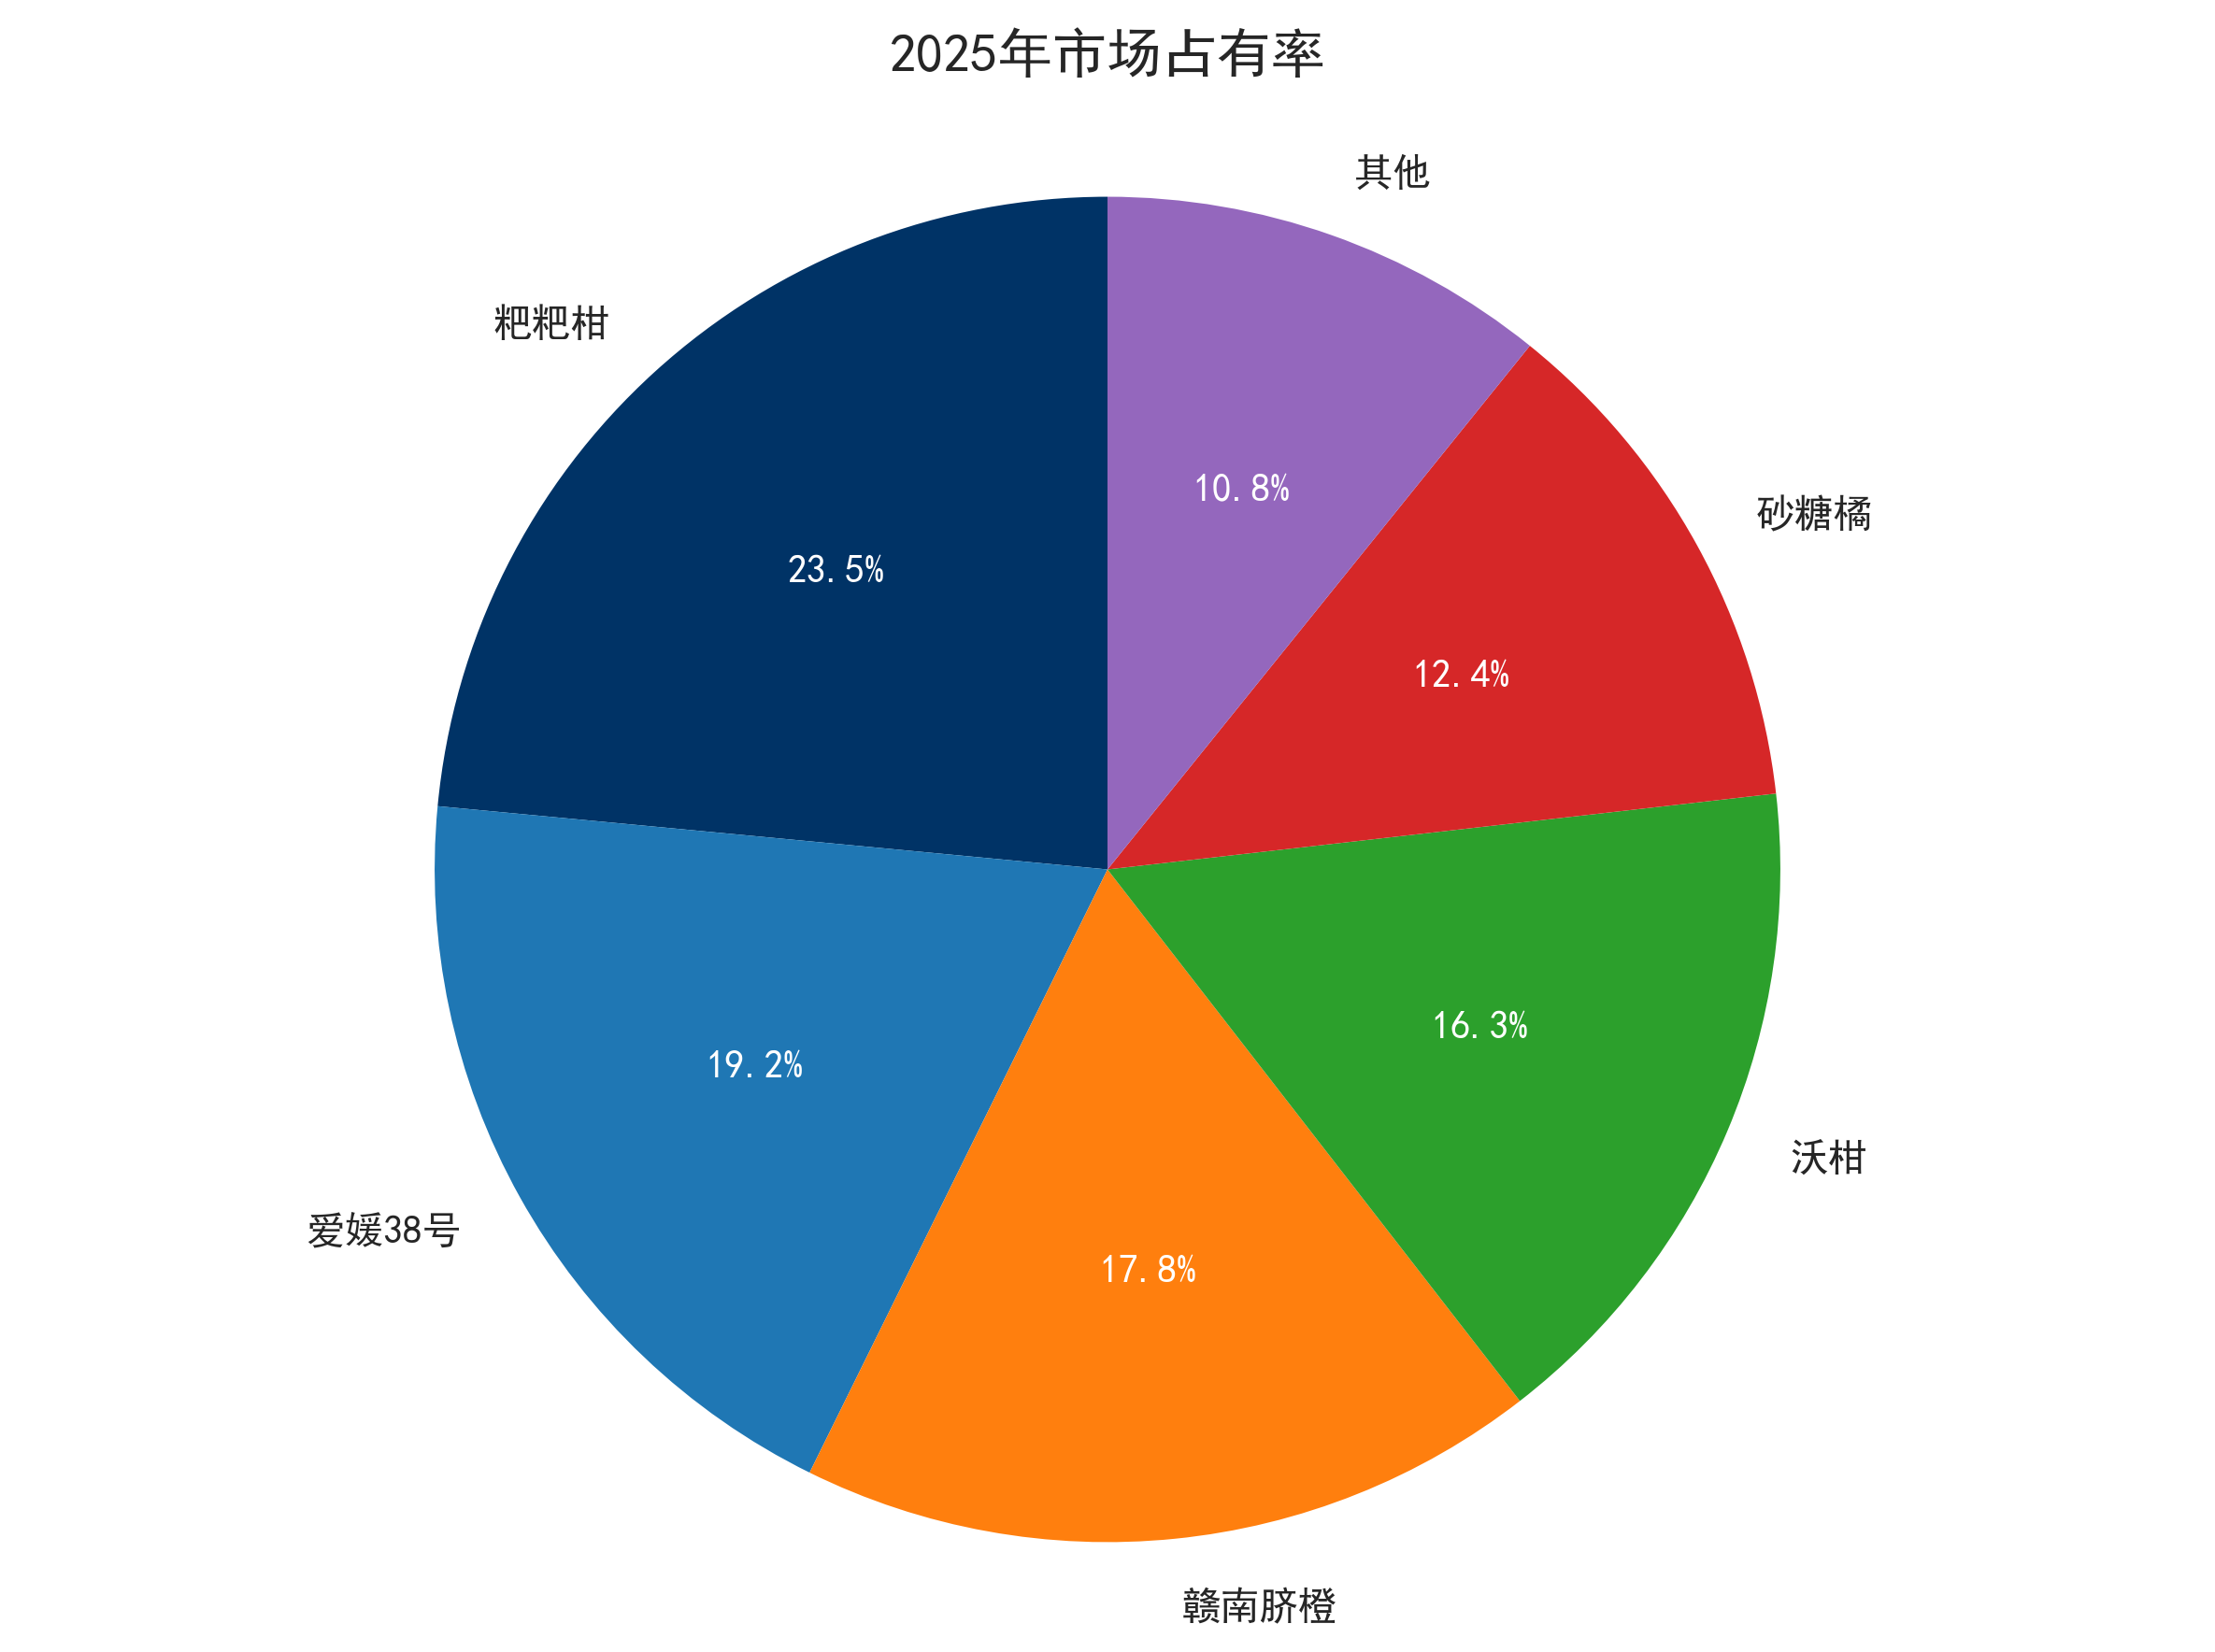 2025年市场占有率
其他
粑粑柑
10.8%
砂糖橘
23.5%
12.4%
16.3%
19.2%
沃柑
爱媛38号
17.8%
赣南脐橙